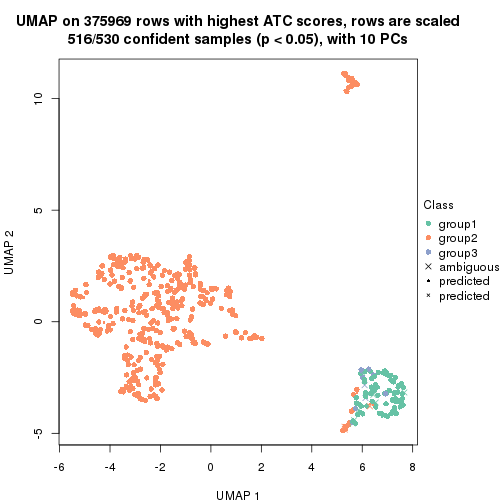 UMAP on 375969 rows with highest ATC scores, rows are scaled
516/530 confident samples (p < 0.05), with 10 PCs
10
5
0
-5
UMAP 2
-6
-4
-2
0
2
4
6
8
UMAP 1
Class
group1
group2
group3
ambiguous
predicted
predicted